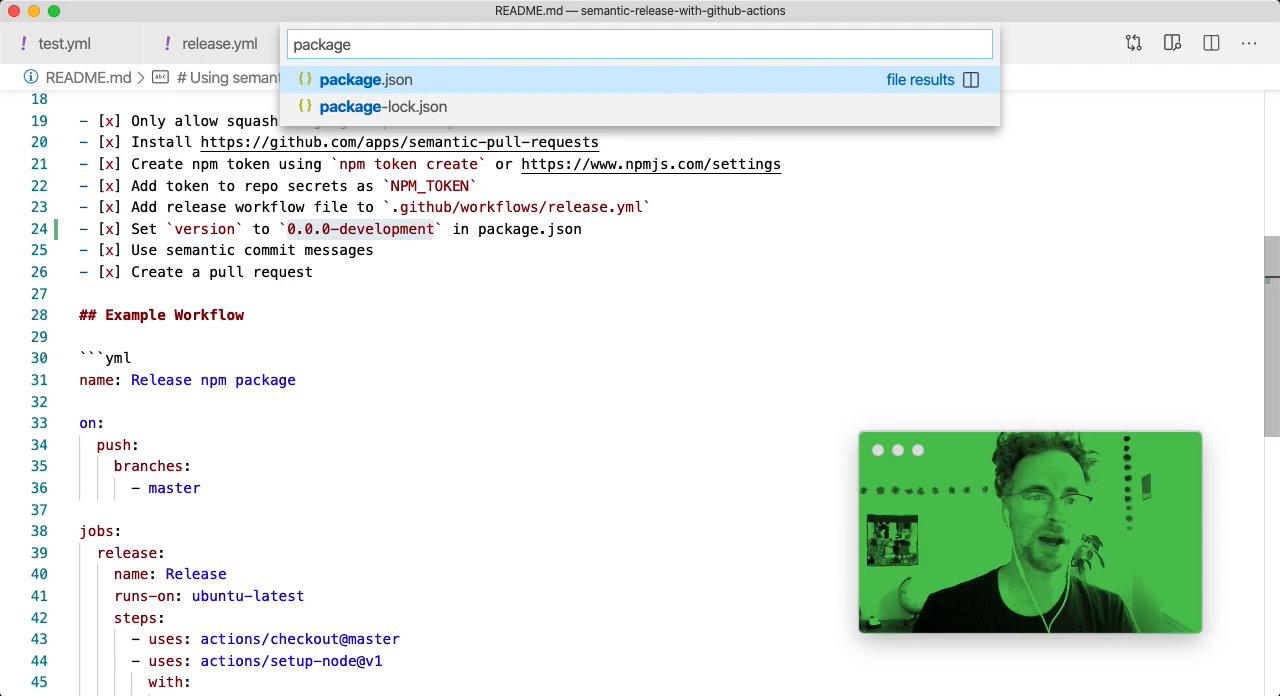 README.md — semantic-release-with-github-actions
! test.yml
! release.yml
package
README.md > abc # Using semant
package.json file results
package-lock.json
18
19 - [x] Only allow squash
20 - [x] Install https://github.com/apps/semantic-pull-requests
21 - [x] Create npm token using `npm token create` or https://www.npmjs.com/settings
22 - [x] Add token to repo secrets as `NPM_TOKEN`
23 - [x] Add release workflow file to `.github/workflows/release.yml`
24 - [x] Set `version` to `0.0.0-development` in package.json
25 - [x] Use semantic commit messages
26 - [x] Create a pull request
27
28 ## Example Workflow
29
30 ```yml
31 name: Release npm package
32
33 on:
34 push:
35 branches:
36 - master
37
38 jobs:
39 release:
40 name: Release
41 runs-on: ubuntu-latest
42 steps:
43 - uses: actions/checkout@master
44 - uses: actions/setup-node@v1
45 with: